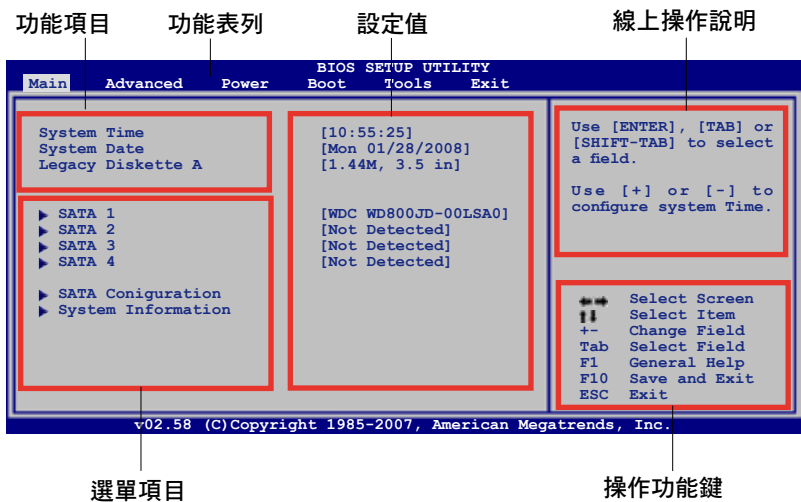 功能項目 功能表列 設定值 線上操作說明
BIOS SETUP UTILITY
Main Advanced Power Boot Tools Exit
System Time [10:55:25]
System Date [Mon 01/28/2008]
Legacy Diskette A [1.44M, 3.5 in]
SATA 1 [WDC WD800JD-00LSA0]
SATA 2 [Not Detected]
SATA 3 [Not Detected]
SATA 4 [Not Detected]
SATA Coniguration
System Information
Use [ENTER], [TAB] or
[SHIFT-TAB] to select
a field.
Use [+] or [-] to
configure system Time.
←→ Select Screen
↑↓ Select Item
+- Change Field
Tab Select Field
F1 General Help
F10 Save and Exit
ESC Exit
v02.58 (C)Copyright 1985-2007, American Megatrends, Inc.
選單項目 操作功能鍵